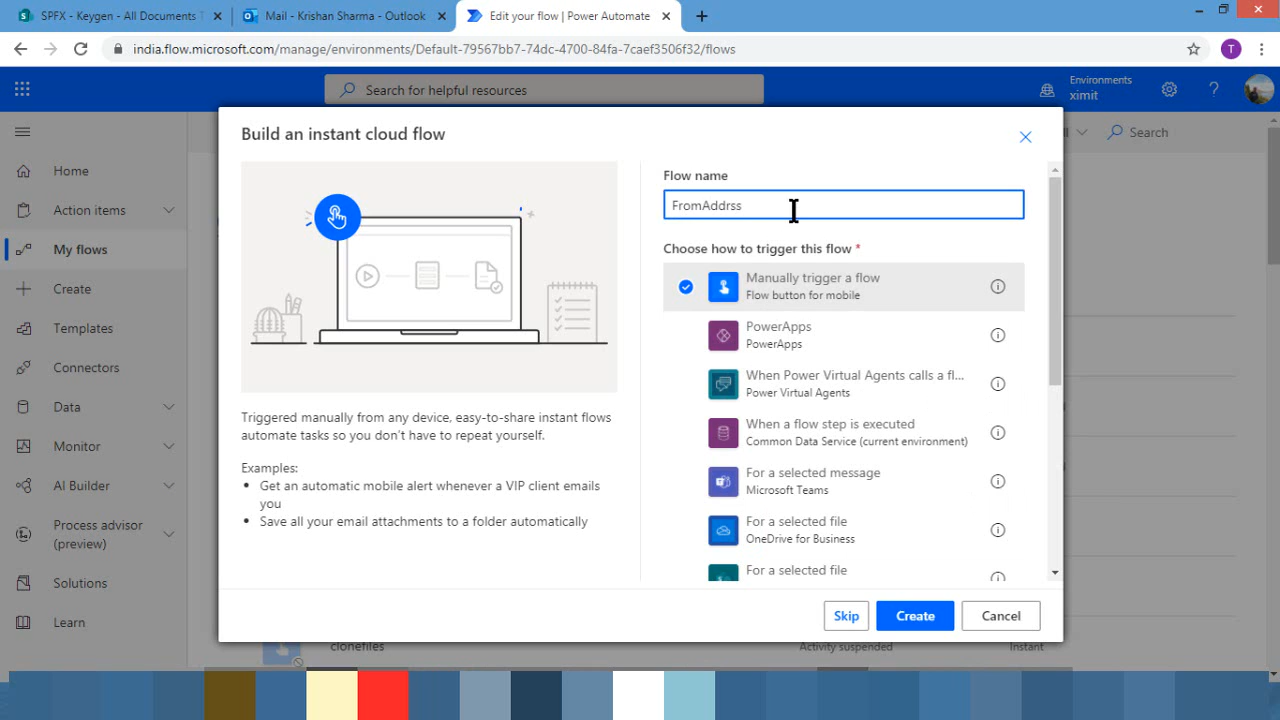 SPFX - Keygen - All Documents
Mail - Krishan Sharma - Outlook
Edit your flow | Power Automate
india.flow.microsoft.com/manage/environments/Default-79567bb7-74dc-4700-84fa-7caef3506f32/flows
T
Search for helpful resources
Environments
ximit
?
Search
Home
Action items
My flows
Create
Templates
Connectors
Data
Monitor
AI Builder
Process advisor
(preview)
Solutions
Learn
Build an instant cloud flow
Triggered manually from any device, easy-to-share instant flows
automate tasks so you don't have to repeat yourself.
Examples:
Get an automatic mobile alert whenever a VIP client emails
you
Save all your email attachments to a folder automatically
Flow name
FromAddrss
Choose how to trigger this flow *
Manually trigger a flow
Flow button for mobile
PowerApps
PowerApps
When Power Virtual Agents calls a fl...
Power Virtual Agents
When a flow step is executed
Common Data Service (current environment)
For a selected message
Microsoft Teams
For a selected file
OneDrive for Business
For a selected file
Skip
Create
Cancel
clonefiles
Activity suspended
Instant